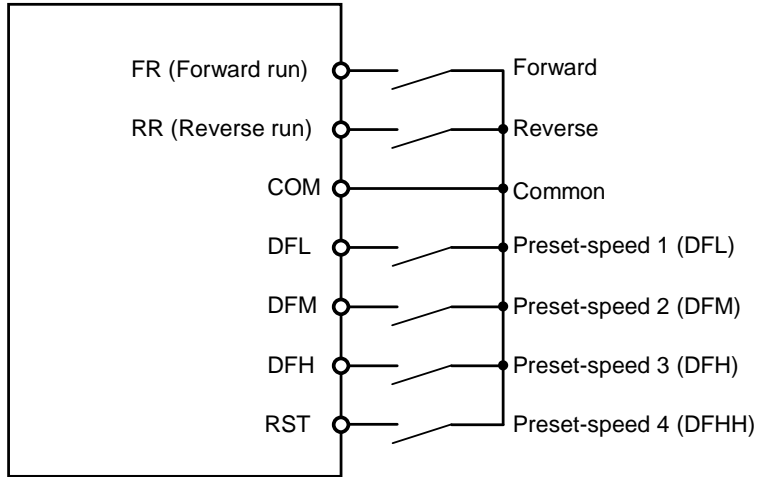 FR (Forward run) Forward
RR (Reverse run) Reverse
COM Common
DFL Preset-speed 1 (DFL)
DFM Preset-speed 2 (DFM)
DFH Preset-speed 3 (DFH)
RST Preset-speed 4 (DFHH)